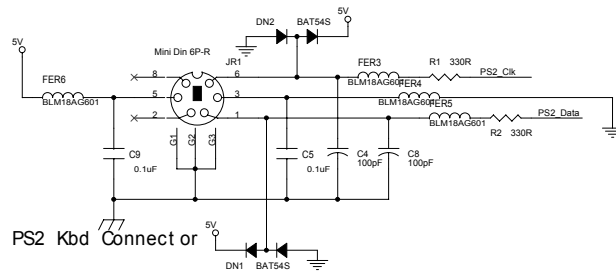 DN2 BAT54S
5V
5V
Mini Din 6P-R
JR1
FER6
BLM18AG601
8
5
2
6
3
1
FER3
BLM18AG601
R1 330R
PS2_Clk
FER4
BLM18AG601
FER5
BLM18AG601
PS2_Data
R2 330R
G1
G2
G3
C9
0.1uF
C5
0.1uF
C4
100pF
C8
100pF
PS2 Kbd Connector
5V
DN1 BAT54S